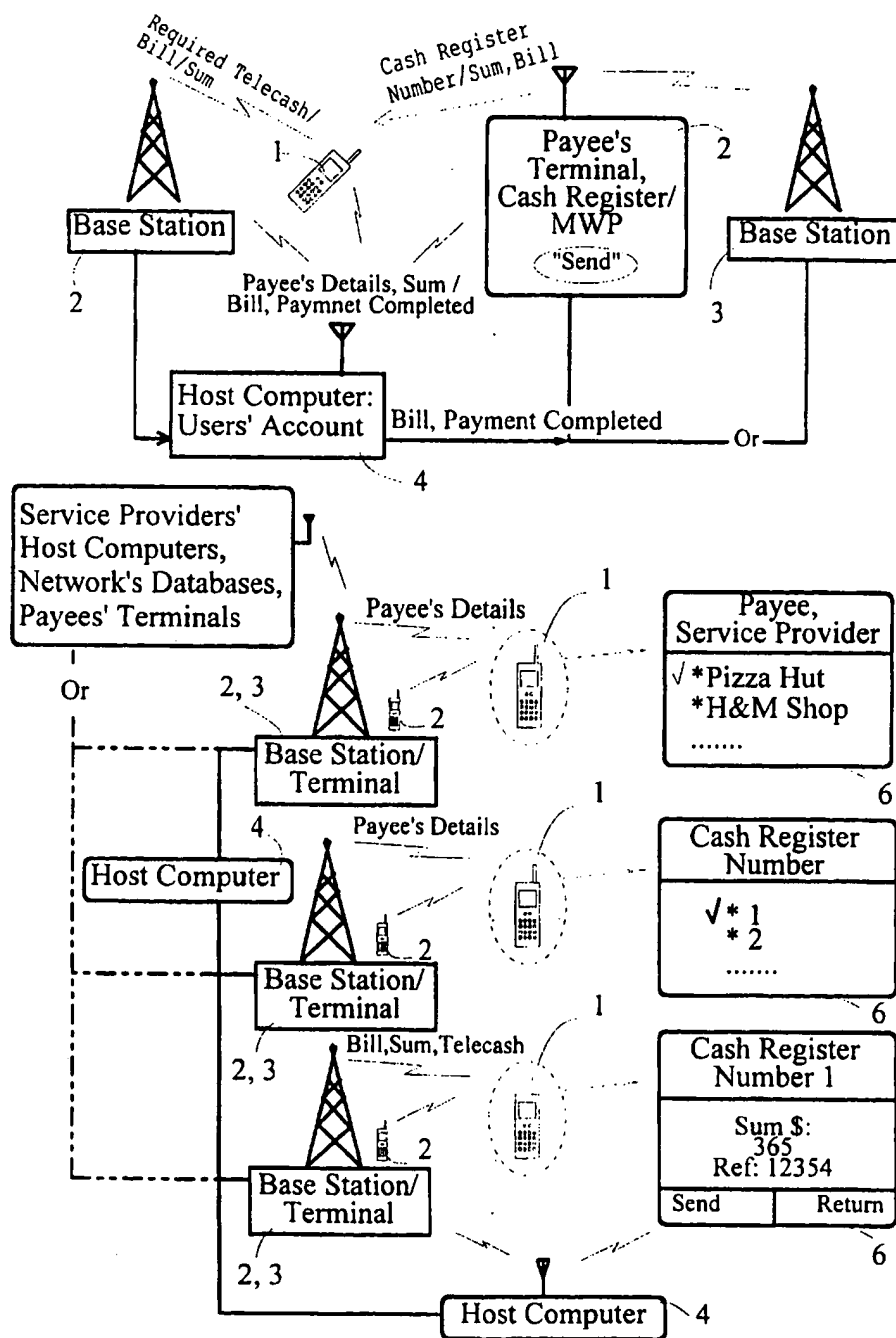 Required Telecash/
Bill/Sum
Cash Register
Number/Sum,Bill
1
Payee's
Terminal,
Cash Register/
MWP
"Send"
2
Base Station
2
Base Station
3
Payee's Details, Sum /
Bill, Paymnet Completed
Host Computer:
Users' Account
Bill, Payment Completed
Or
4
Service Providers'
Host Computers,
Network's Databases,
Payees' Terminals
Or
Payee's Details
1
2, 3
2
Base Station/
Terminal
Payee,
Service Provider
√ *Pizza Hut
*H&M Shop
.......
6
4
Host Computer
Payee's Details
1
2
Base Station/
Terminal
2, 3
Cash Register
Number
√ * 1
* 2
.......
6
Bill,Sum,Telecash
1
2
Base Station/
Terminal
2, 3
Cash Register
Number 1
Sum $:
365
Ref: 12354
Send Return
6
Host Computer
4